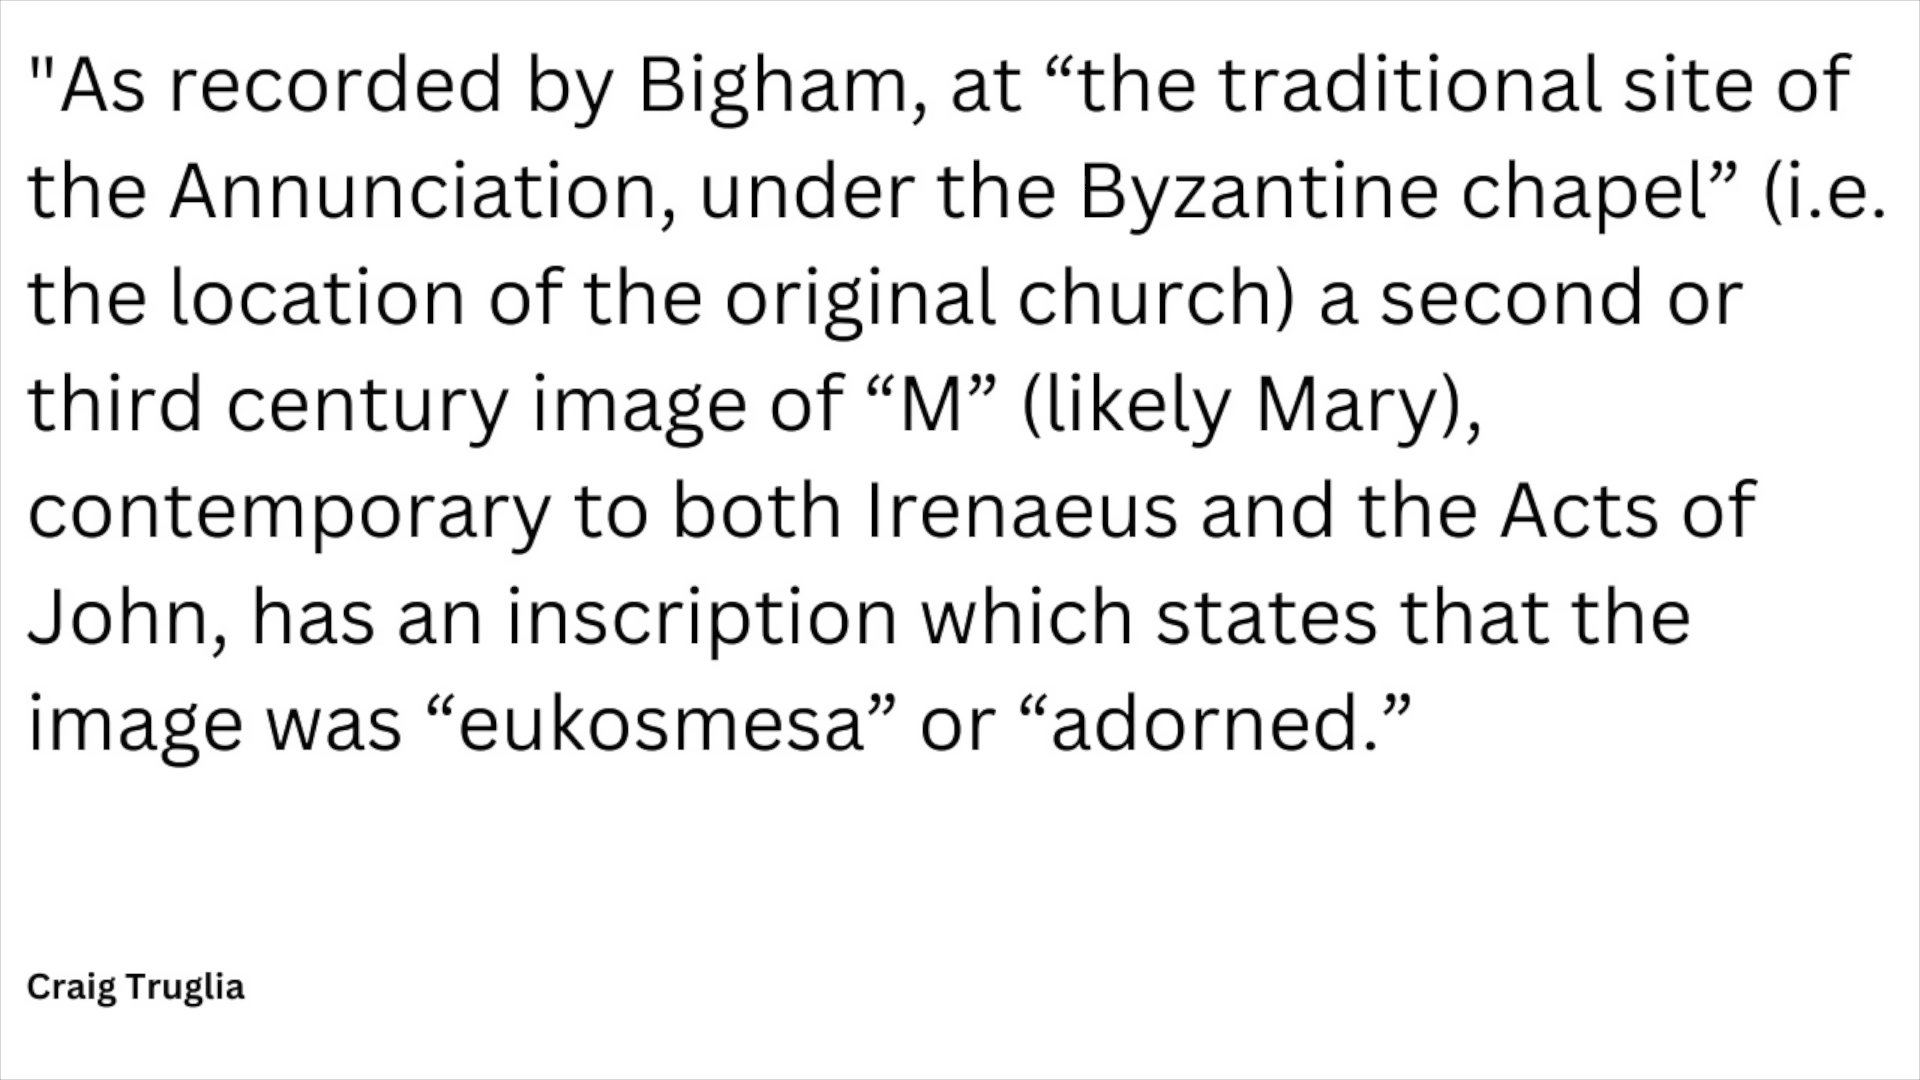 "As recorded by Bigham, at “the traditional site of
the Annunciation, under the Byzantine chapel” (i.e.
the location of the original church) a second or
third century image of “M” (likely Mary),
contemporary to both Irenaeus and the Acts of
John, has an inscription which states that the
image was “eukosmesa” or “adorned.”
Craig Truglia